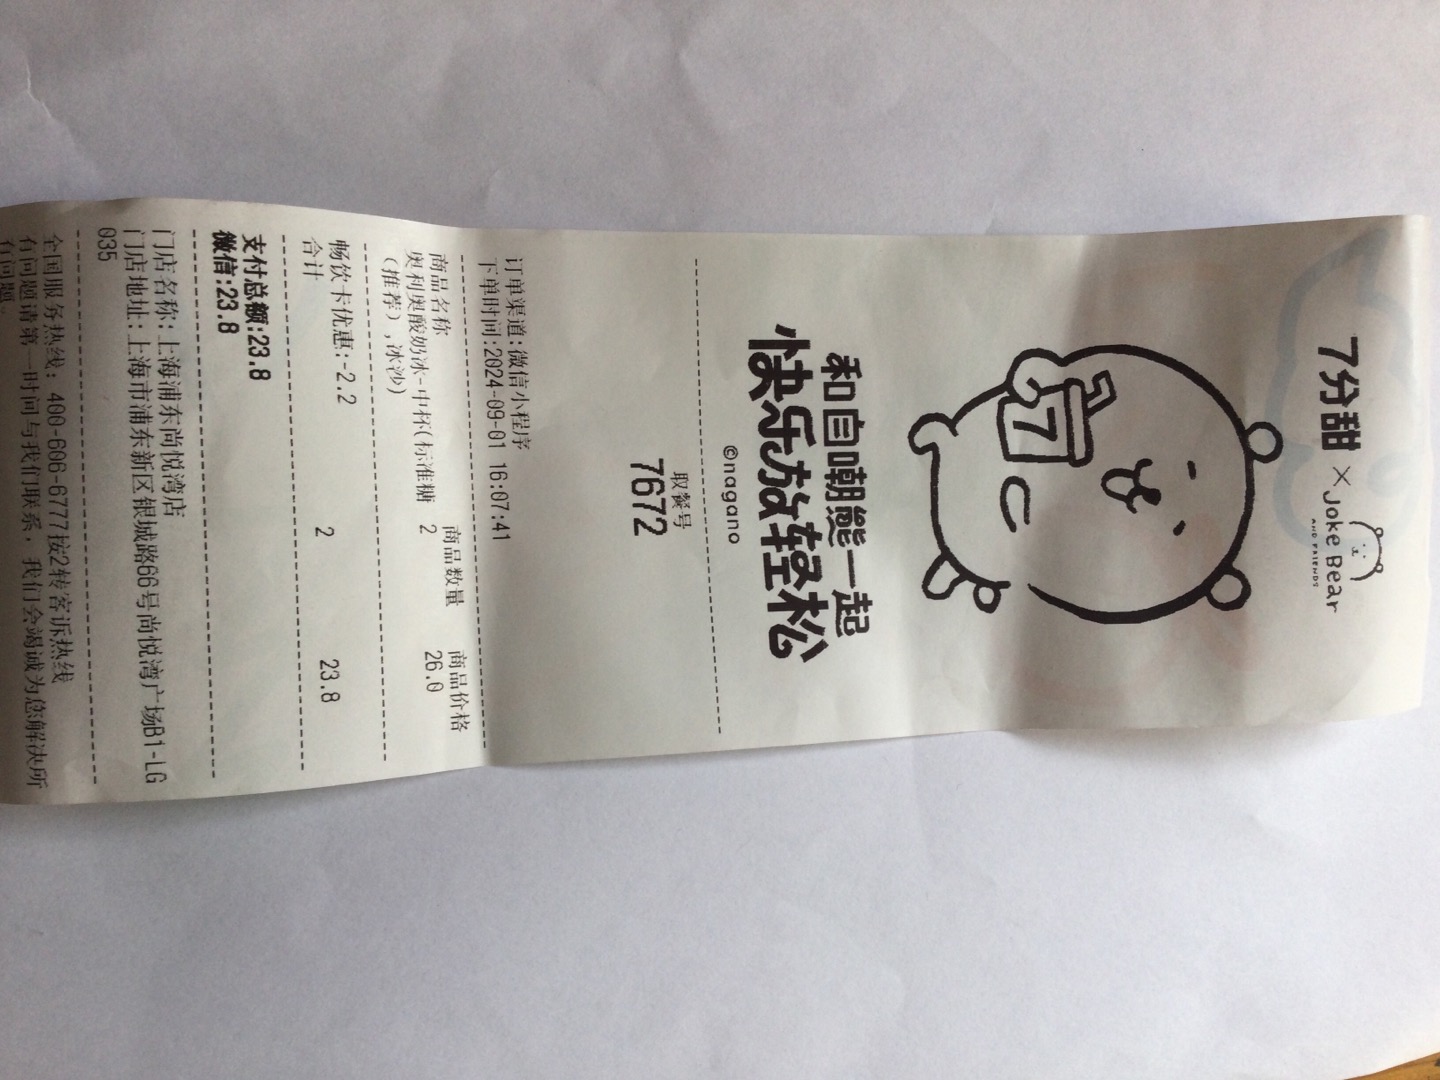 7分甜 × Joke Bear
AND FRIENDS
7
和自嘲熊一起
快乐放轻松
©nagano
取餐号
7672
订单渠道:微信小程序
下单时间:2024-09-01 16:07:41
商品名称 商品数量 商品价格
奥利奥酸奶冰-中杯(标准糖 2 26.0
(推荐),冰沙)
畅饮卡优惠:-2.2
合计 2 23.8
支付总额:23.8
微信:23.8
门店名称: 上海浦东尚悦湾店
门店地址: 上海市浦东新区银城路66号尚悦湾广场B1-LG
035
全国服务热线: 400-606-6777按2转客诉热线
有问题请第一时间与我们联系, 我们会竭诚为您解决所
有问题。